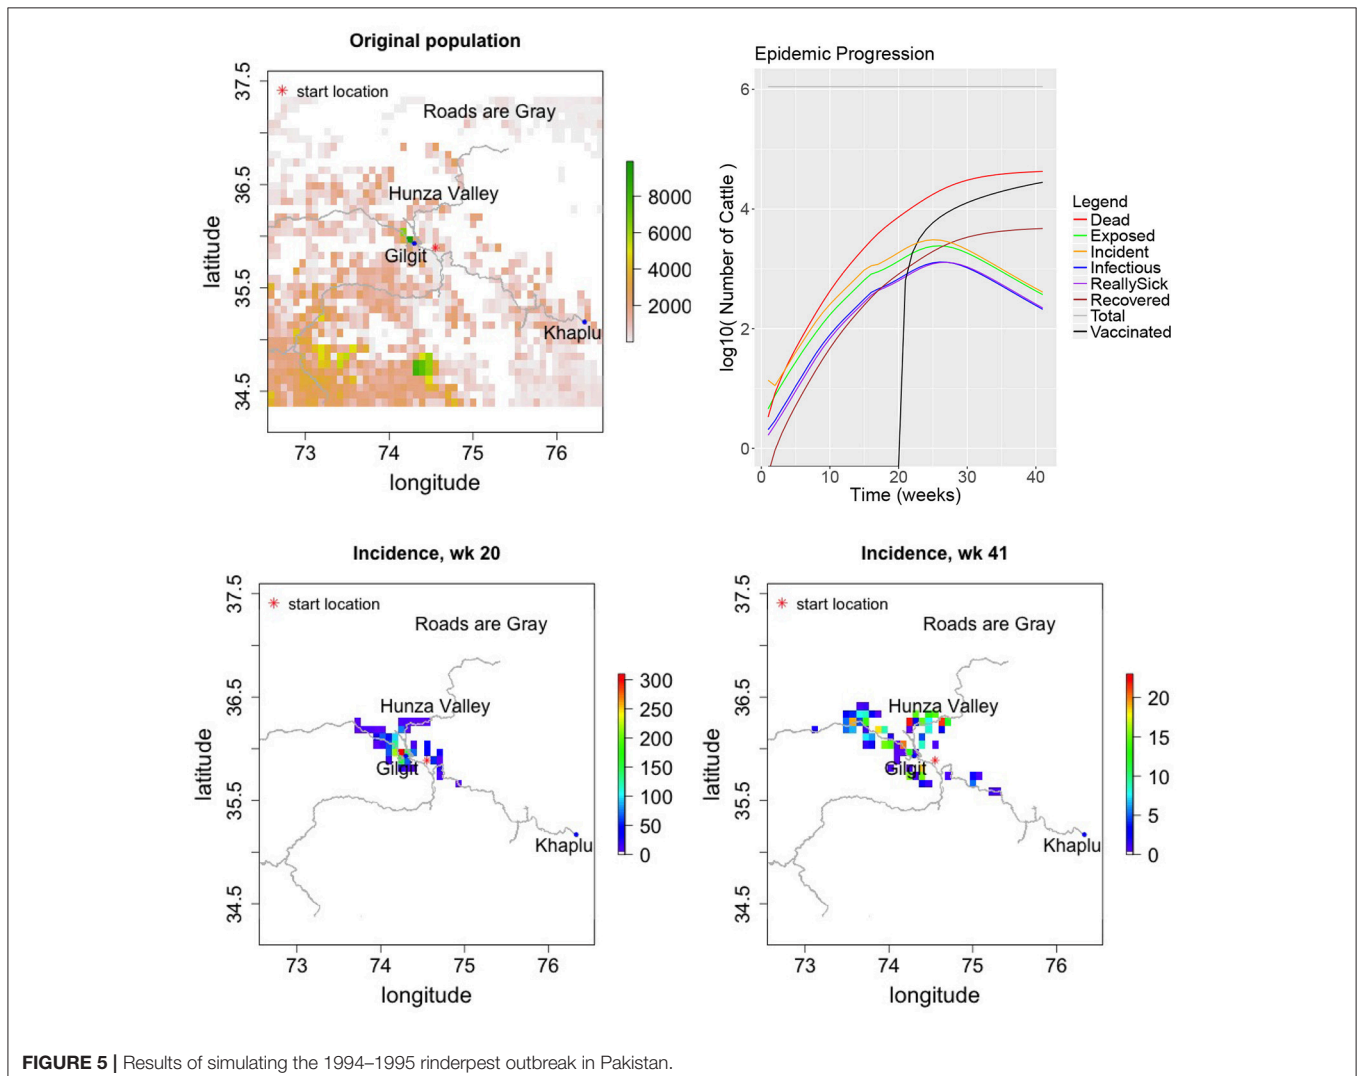 Original population
37.5
36.5
35.5
34.5
latitude
start location
Roads are Gray
Hunza Valley
Gilgit
Khaplu
73 74 75 76
longitude
8000
6000
4000
2000
Epidemic Progression
log10( Number of Cattle )
6
4
2
0
0 10 20 30 40
Time (weeks)
Legend
Dead
Exposed
Incident
Infectious
ReallySick
Recovered
Total
Vaccinated
Incidence, wk 20
37.5
36.5
35.5
34.5
latitude
start location
Roads are Gray
Hunza Valley
Gilgit
Khaplu
73 74 75 76
longitude
300
250
200
150
100
50
0
Incidence, wk 41
37.5
36.5
35.5
34.5
latitude
start location
Roads are Gray
Hunza Valley
Gilgit
Khaplu
73 74 75 76
longitude
20
15
10
5
0
FIGURE 5 | Results of simulating the 1994–1995 rinderpest outbreak in Pakistan.